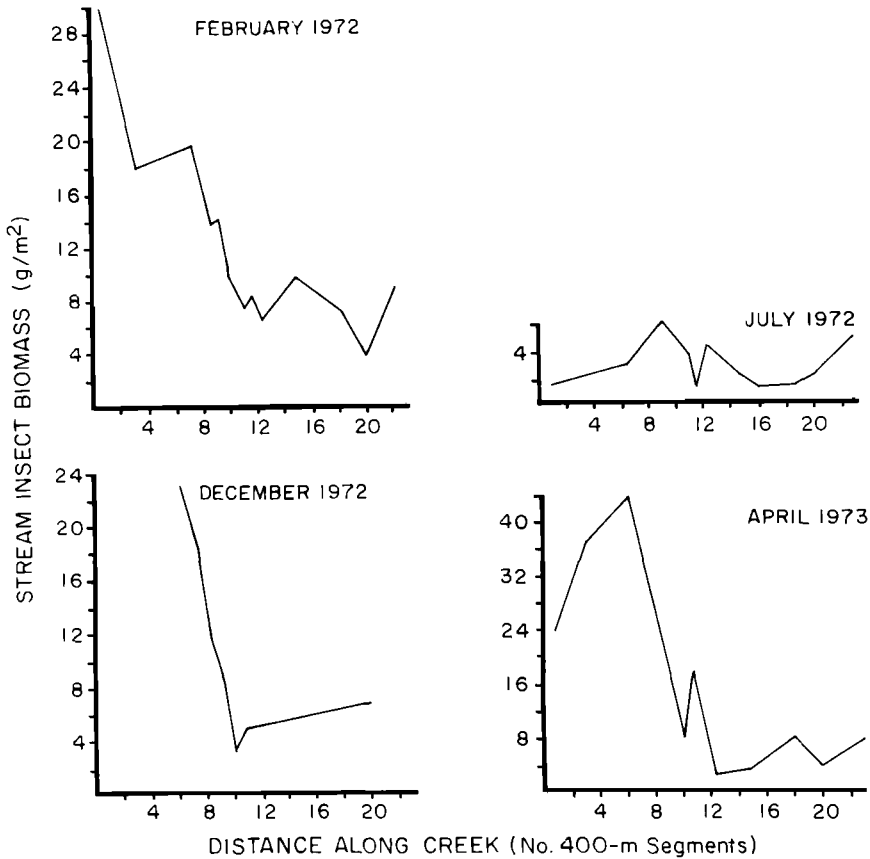 FEBRUARY 1972
28
24
20
16
12
8
4
4 8 12 16 20
JULY 1972
4
4 8 12 16 20
DECEMBER 1972
24
20
16
12
8
4
4 8 12 16 20
APRIL 1973
40
32
24
16
8
4 8 12 16 20
STREAM INSECT BIOMASS (g/m²)
DISTANCE ALONG CREEK (No. 400-m Segments)